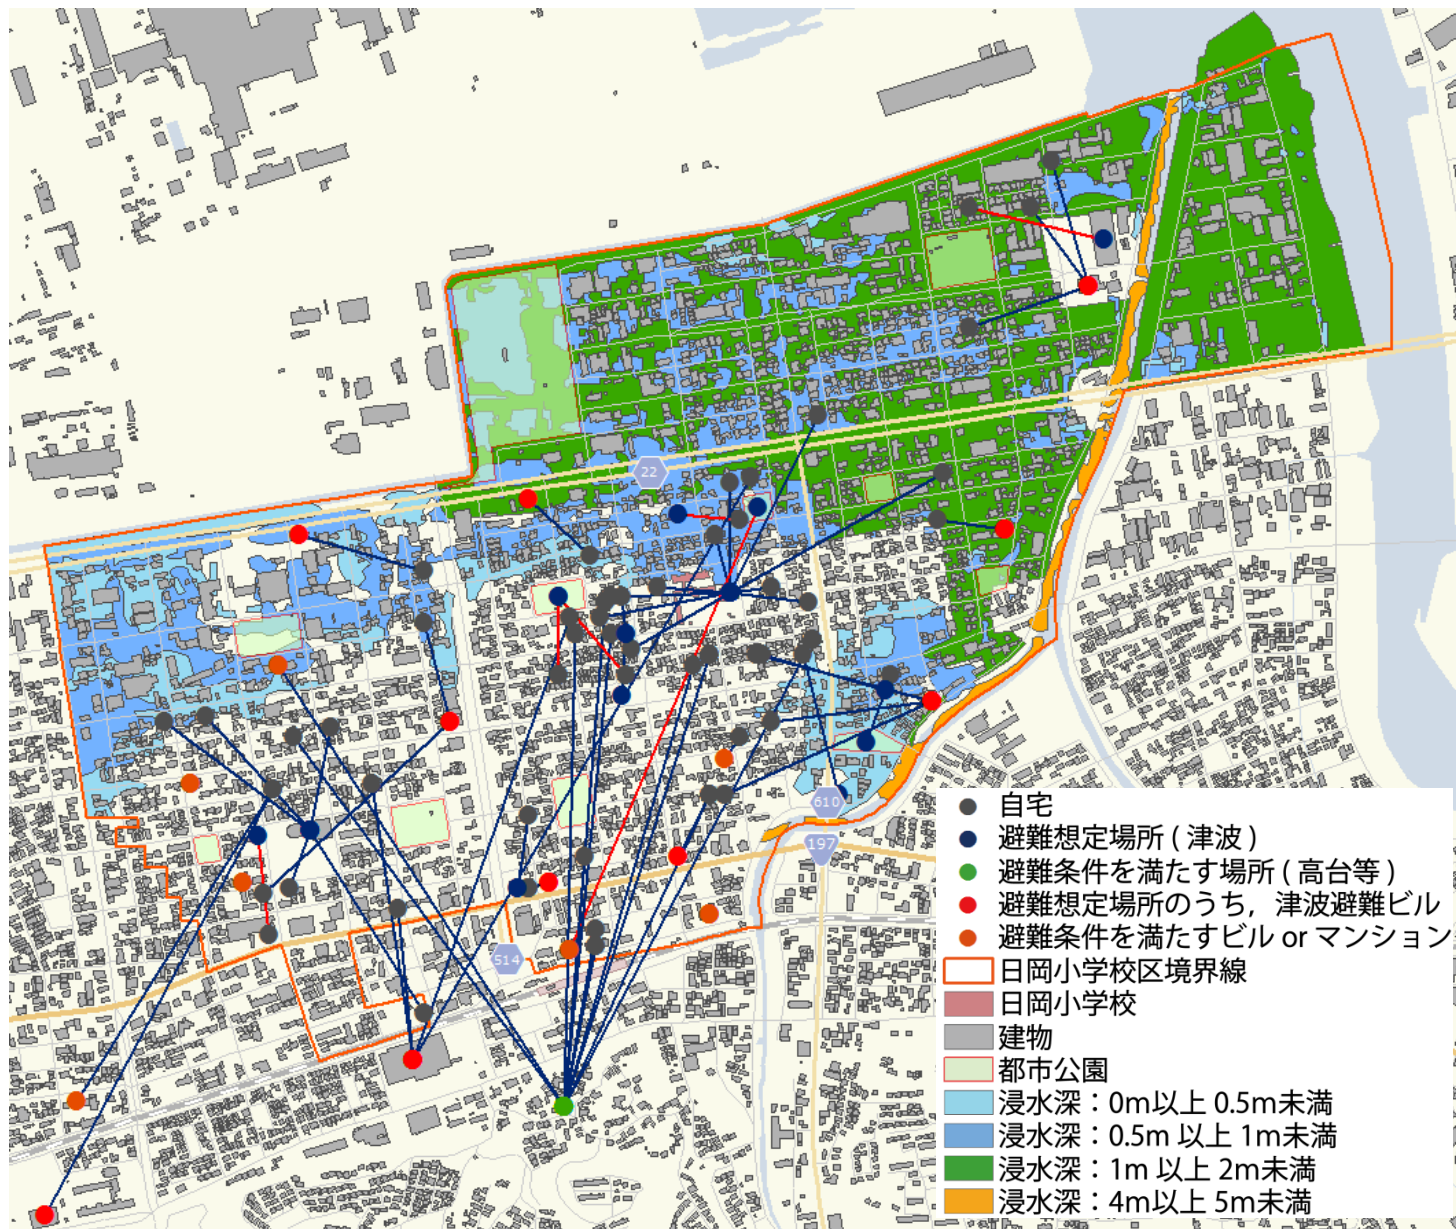 22
610
197
514
自宅
避難想定場所 ( 津波 )
避難条件を満たす場所 ( 高台等 )
避難想定場所のうち，津波避難ビル
避難条件を満たすビル or マンション
日岡小学校区境界線
日岡小学校
建物
都市公園
浸水深：0m以上 0.5m未満
浸水深：0.5m 以上 1m未満
浸水深：1m 以上 2m未満
浸水深：4m以上 5m未満